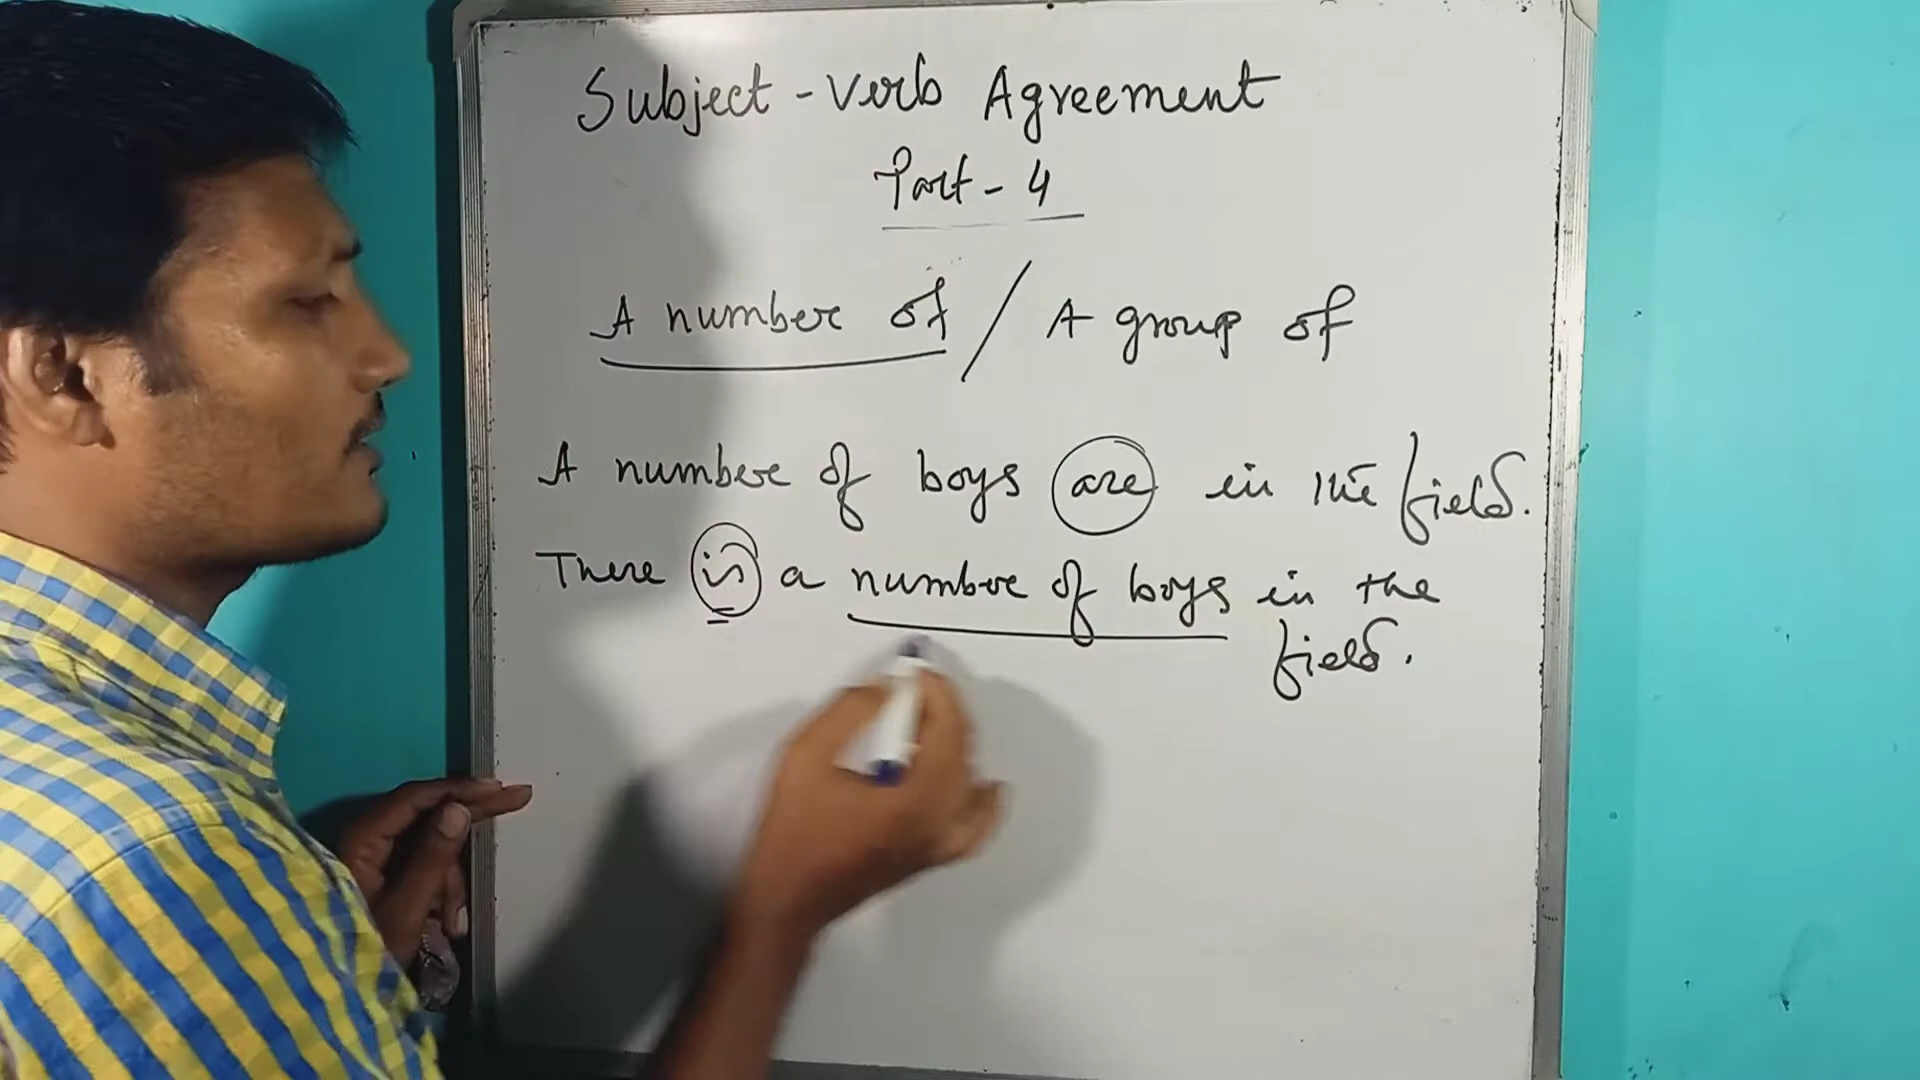 Subject - Verb Agreement
Part - 4
A number of / A group of
A number of boys are in the field.
There is a number of boys in the
field.